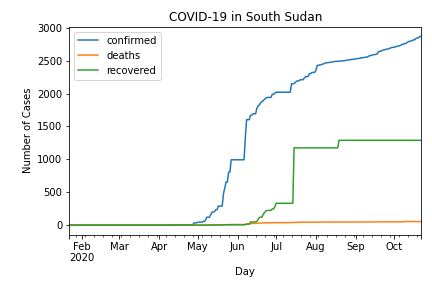 COVID-19 in South Sudan
confirmed
deaths
recovered
Number of Cases
3000
2500
2000
1500
1000
500
0
Feb Mar Apr May Jun Jul Aug Sep Oct
2020
Day